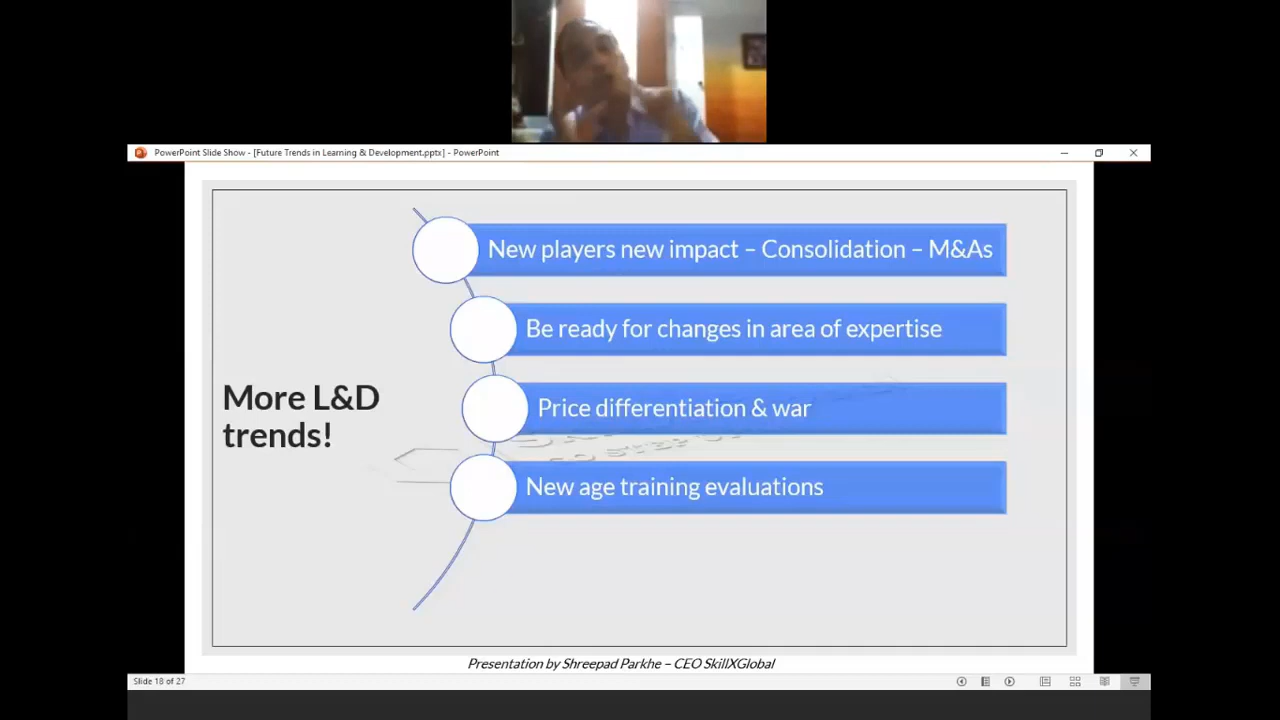 PowerPoint Slide Show - [Future Trends in Learning & Development.pptx] - PowerPoint
New players new impact – Consolidation – M&As
Be ready for changes in area of expertise
More L&D
trends!
Price differentiation & war
New age training evaluations
Presentation by Shreepad Parkhe – CEO SkillXGlobal
Slide 18 of 27